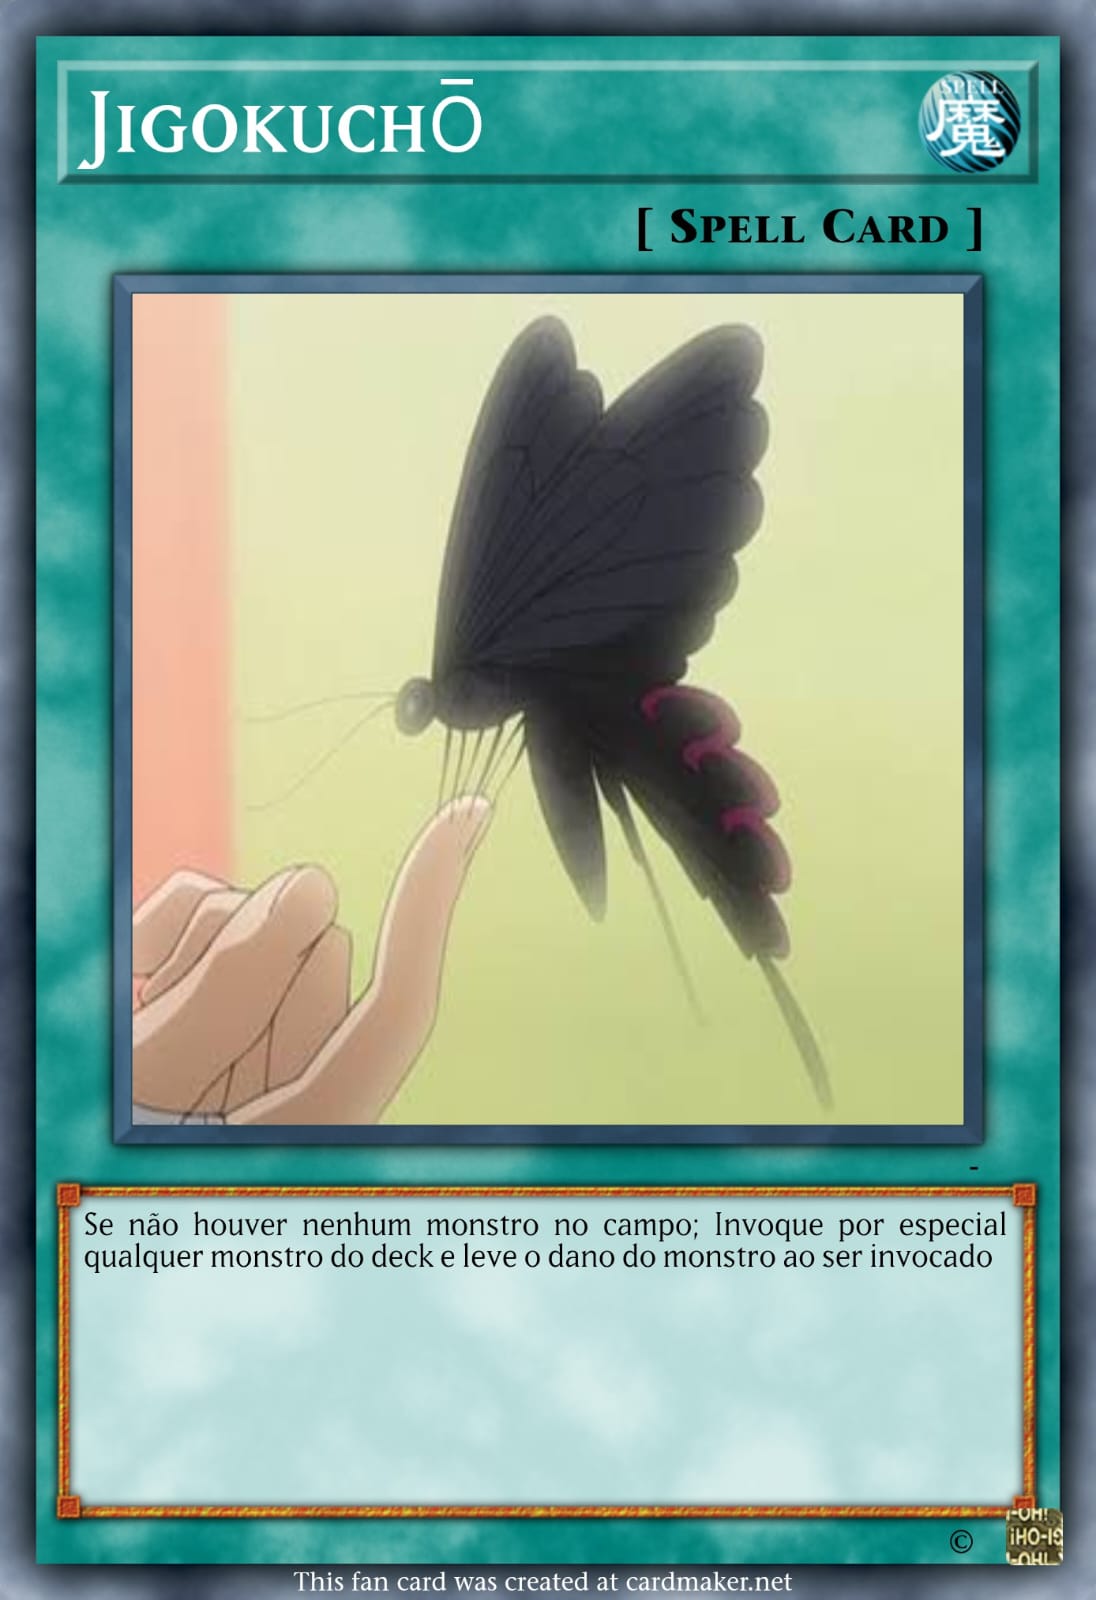 Jigokuchō
SPELL
魔
[ Spell Card ]
-
Se não houver nenhum monstro no campo; Invoque por especial
qualquer monstro do deck e leve o dano do monstro ao ser invocado
©
This fan card was created at cardmaker.net